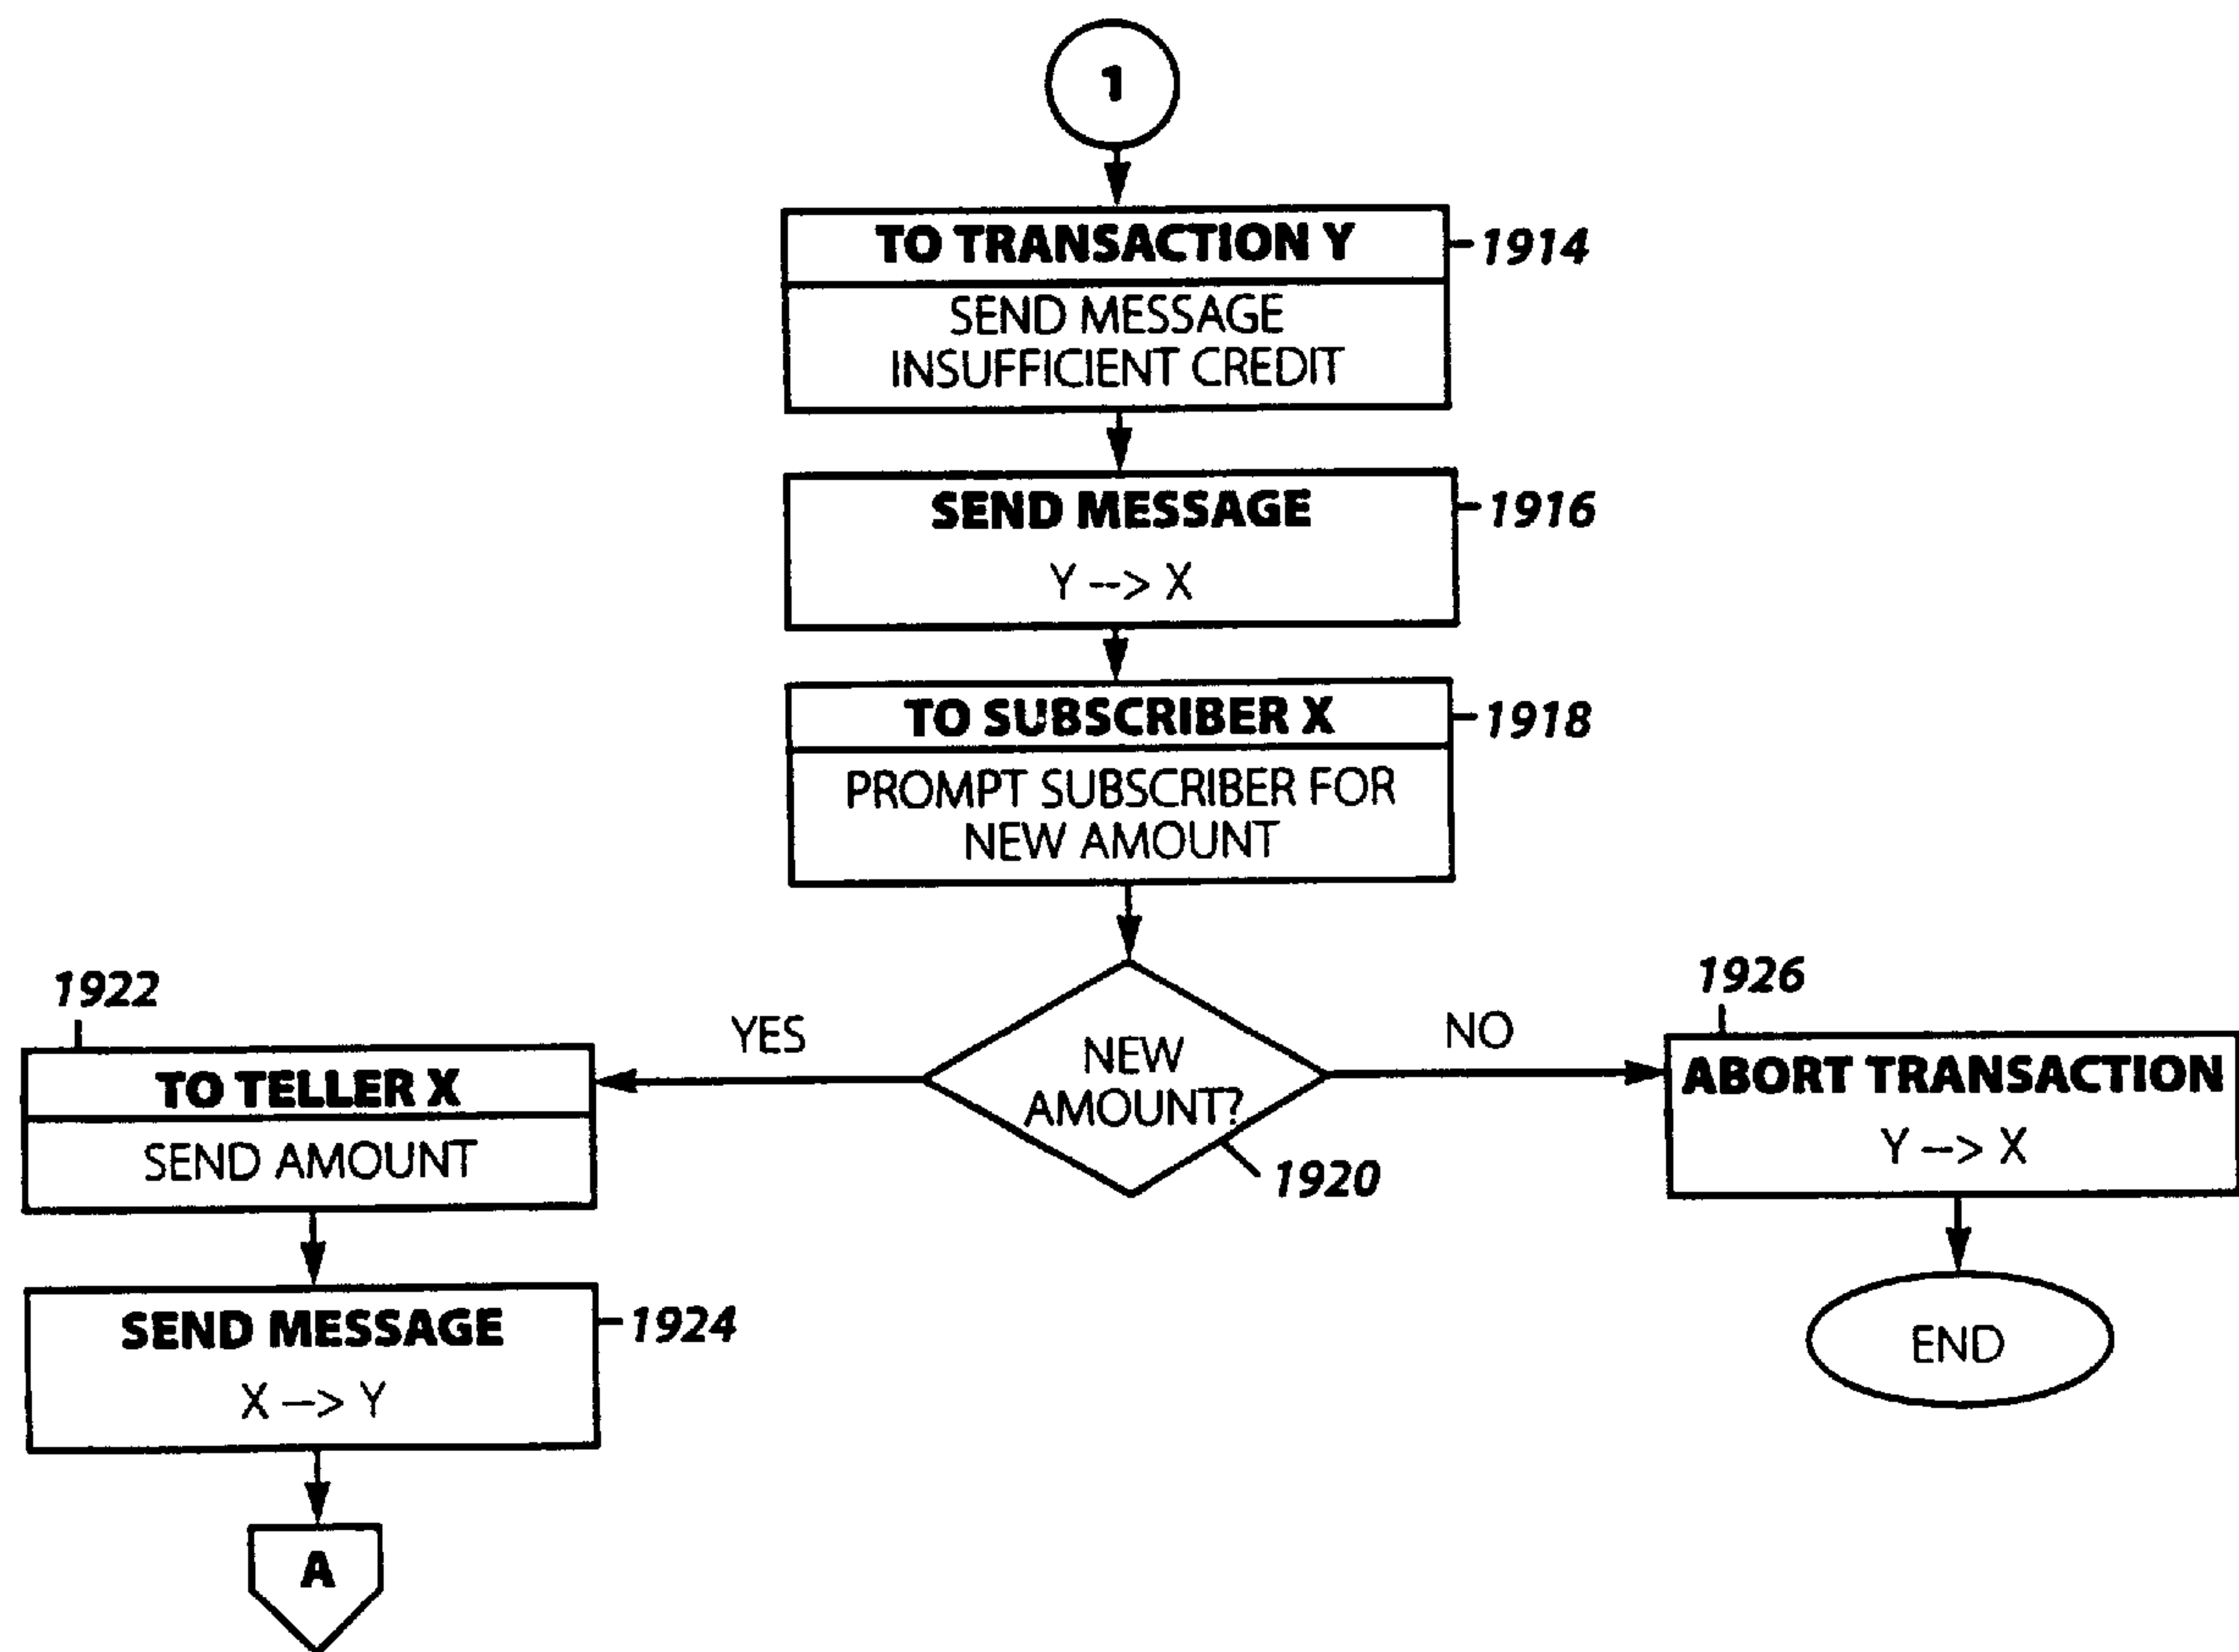 1
TO TRANSACTION Y
1914
SEND MESSAGE
INSUFFICIENT CREDIT
SEND MESSAGE
1916
Y --> X
TO SUBSCRIBER X
1918
PROMPT SUBSCRIBER FOR
NEW AMOUNT
1922
YES
NEW
AMOUNT?
1920
NO
1926
TO TELLER X
SEND AMOUNT
ABORT TRANSACTION
Y --> X
SEND MESSAGE
1924
X --> Y
END
A